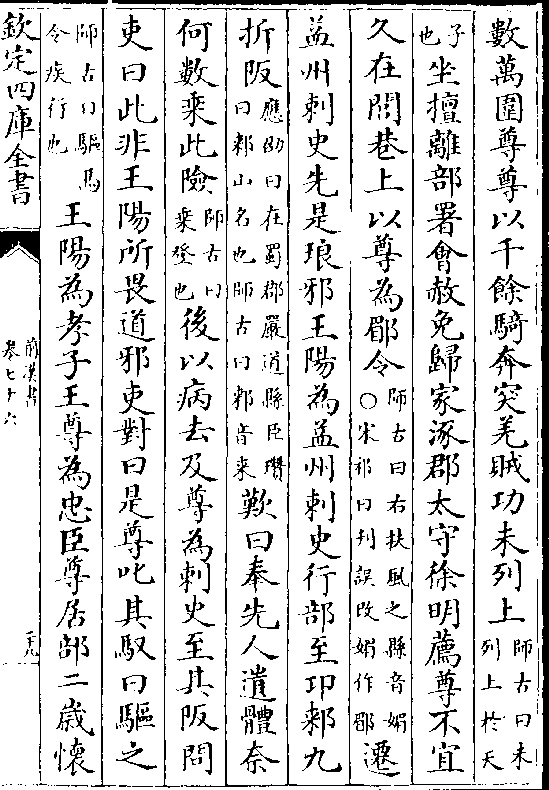 數萬圍尊尊以千餘騎奔突羌賊功未列上師古曰未列上於天
子也坐擅離部署會赦免歸家涿郡太守徐明薦尊不宜
久在閭巷上以尊為郿令師古曰右扶風之縣音媚○宋祁曰刋誤改媚作郿遷
益州刺史先是琅邪王陽為益州刺史行部至邛郲九
折阪應劭曰在蜀郡嚴道縣臣瓚曰郲山名也師古曰郲音來歎曰奉先人遺體奈
何數乗此險師古曰乗登也後以病去及尊為刺史至其阪問
吏曰此非王陽所畏道邪吏對曰是尊叱其馭曰驅之
師古曰驅馬令疾行也王陽為孝子王尊為忠臣尊居部二歲懷
欽定四庫全書
前漢書
卷七十六
二十九